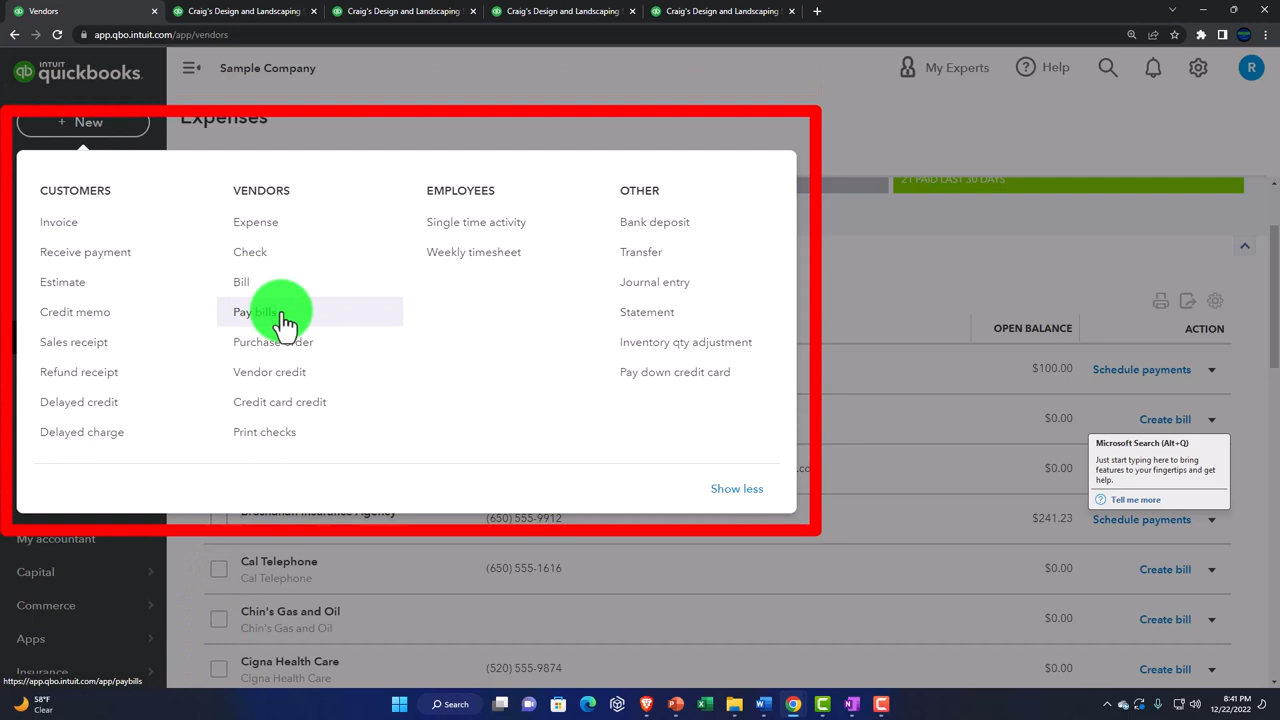 Vendors
Craig's Design and Landscaping
Craig's Design and Landscaping
Craig's Design and Landscaping
Craig's Design and Landscaping
app.qbo.intuit.com/app/vendors
INTUIT
quickbooks.
Sample Company
My Experts
Help
R
+ New
Expenses
21 PAID LAST 30 DAYS
CUSTOMERS
Invoice
Receive payment
Estimate
Credit memo
Sales receipt
Refund receipt
Delayed credit
Delayed charge
VENDORS
Expense
Check
Bill
Pay bills
Purchase order
Vendor credit
Credit card credit
Print checks
EMPLOYEES
Single time activity
Weekly timesheet
OTHER
Bank deposit
Transfer
Journal entry
Statement
Inventory qty adjustment
Pay down credit card
Show less
OPEN BALANCE ACTION
$100.00 Schedule payments
$0.00 Create bill
$0.00
Microsoft Search (Alt+Q)
Just start typing here to bring
features to your fingertips and get
help.
Tell me more
Brosnahan Insurance Agency (650) 555-9912 $241.23 Schedule payments
Cal Telephone (650) 555-1616 $0.00 Create bill
Cal Telephone
Chin's Gas and Oil $0.00 Create bill
Chin's Gas and Oil
Cigna Health Care (520) 555-9874 $0.00 Create bill
Cigna Health Care
My accountant
Capital
Commerce
Apps
Insurance
https://app.qbo.intuit.com/app/paybills
58°F
Clear
Search
8:41 PM
12/22/2022